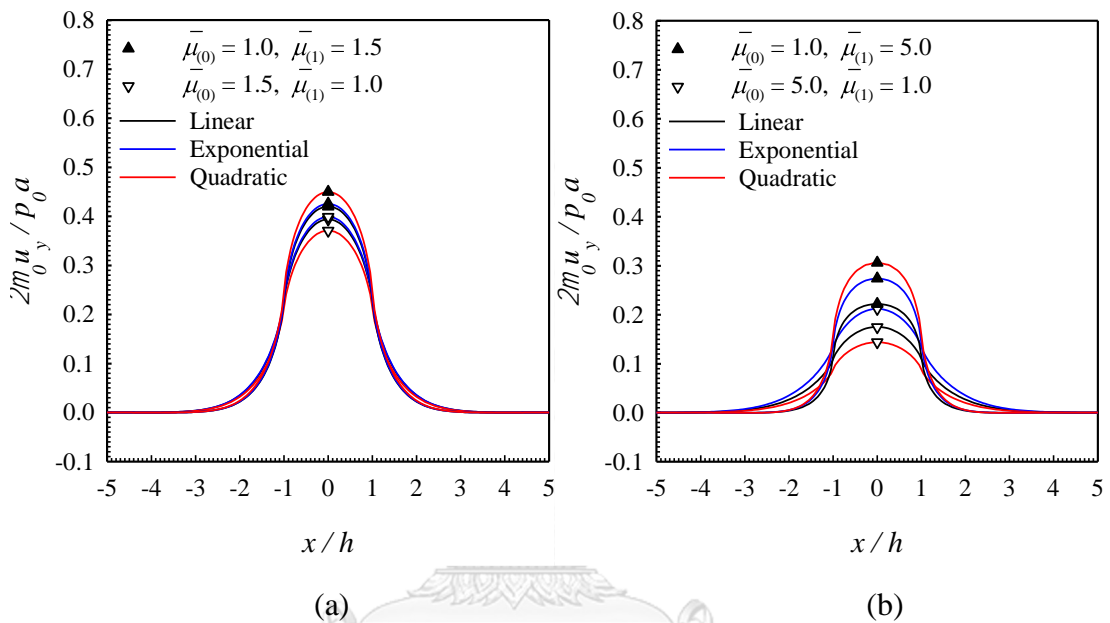 0.8
0.7
0.6
0.5
0.4
0.3
0.2
0.1
0.0
-0.1
2m₀u_y / p₀a
μ̄₍₀₎ = 1.0, μ̄₍₁₎ = 1.5
μ̄₍₀₎ = 1.5, μ̄₍₁₎ = 1.0
Linear
Exponential
Quadratic
-5 -4 -3 -2 -1 0 1 2 3 4 5
x / h
(a)
0.8
0.7
0.6
0.5
0.4
0.3
0.2
0.1
0.0
-0.1
2m₀u_y / p₀a
μ̄₍₀₎ = 1.0, μ̄₍₁₎ = 5.0
μ̄₍₀₎ = 5.0, μ̄₍₁₎ = 1.0
Linear
Exponential
Quadratic
-5 -4 -3 -2 -1 0 1 2 3 4 5
x / h
(b)